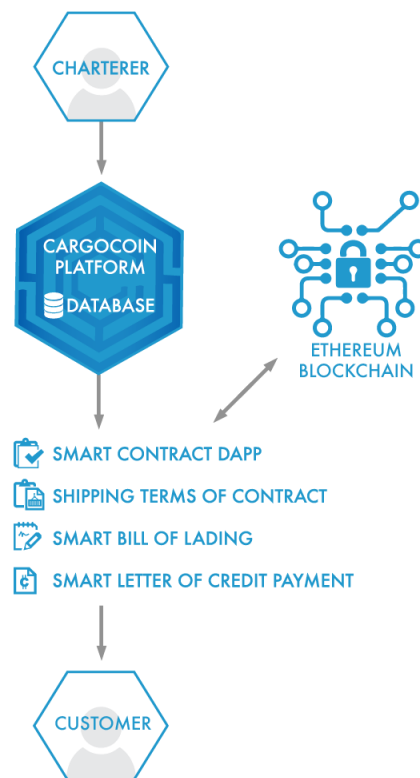 CHARTERER
CARGOCOIN
PLATFORM
DATABASE
ETHEREUM
BLOCKCHAIN
SMART CONTRACT DAPP
SHIPPING TERMS OF CONTRACT
SMART BILL OF LADING
SMART LETTER OF CREDIT PAYMENT
CUSTOMER